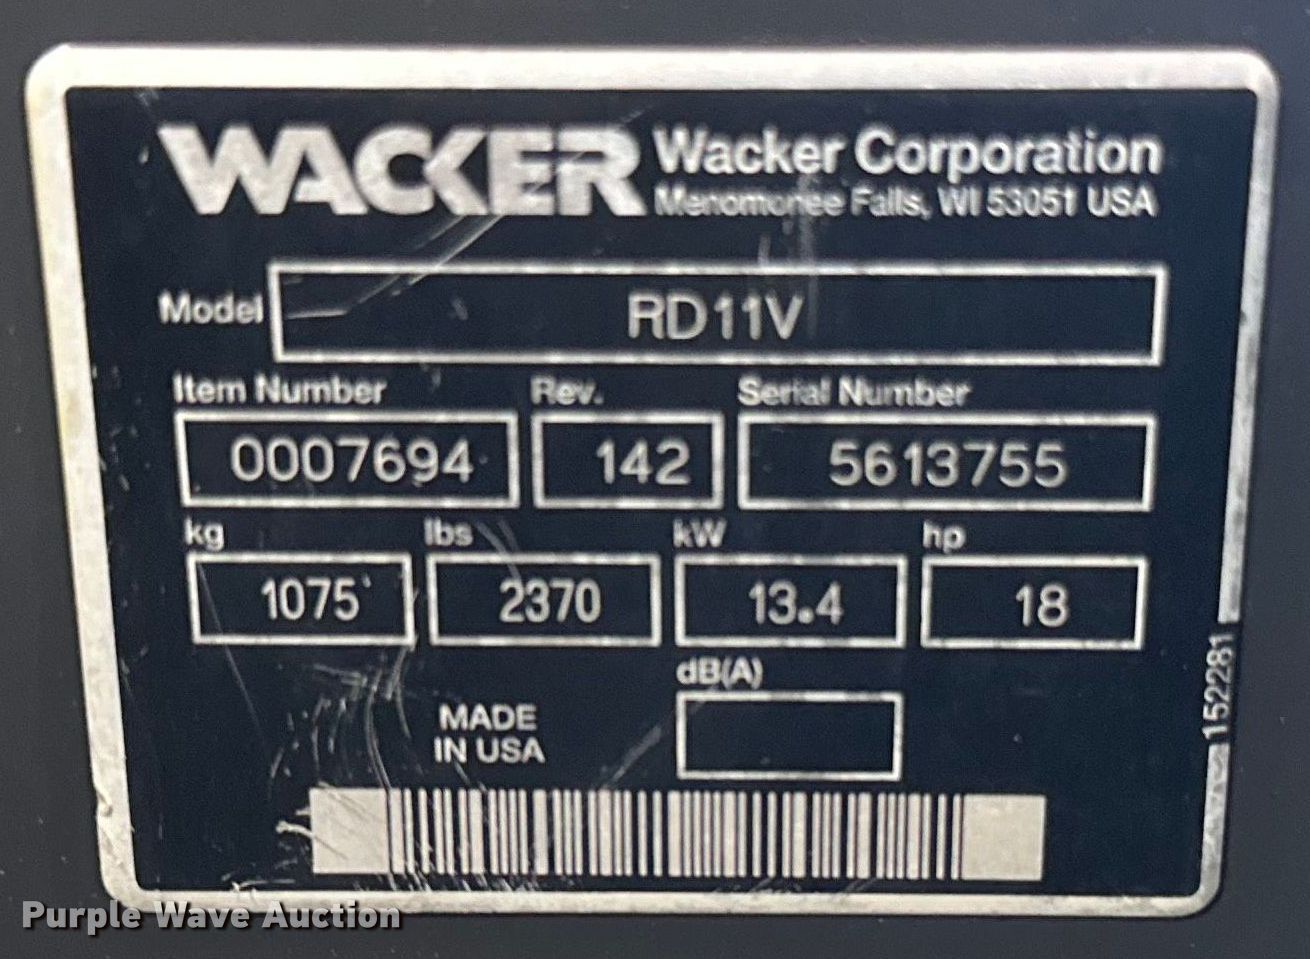 WACKER Wacker Corporation
Menomonee Falls, WI 53051 USA
Model RD11V
Item Number Rev. Serial Number
0007694 142 5613755
kg lbs kW hp
1075 2370 13.4 18
dB(A)
MADE
IN USA
152281
Purple Wave Auction